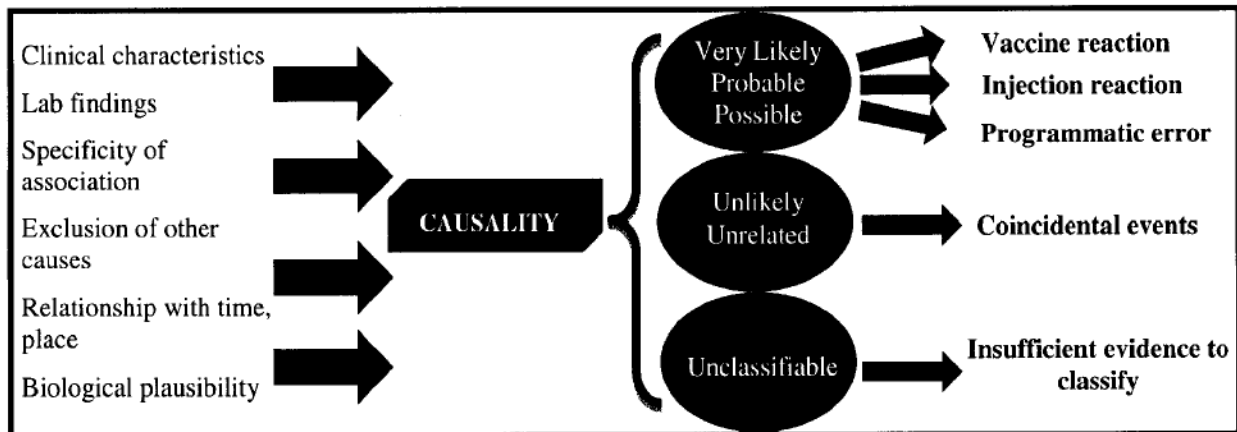 Clinical characteristics
Lab findings
Specificity of
association
Exclusion of other
causes
Relationship with time,
place
Biological plausibility
CAUSALITY
Very Likely
Probable
Possible
Unlikely
Unrelated
Unclassifiable
Vaccine reaction
Injection reaction
Programmatic error
Coincidental events
Insufficient evidence to
classify